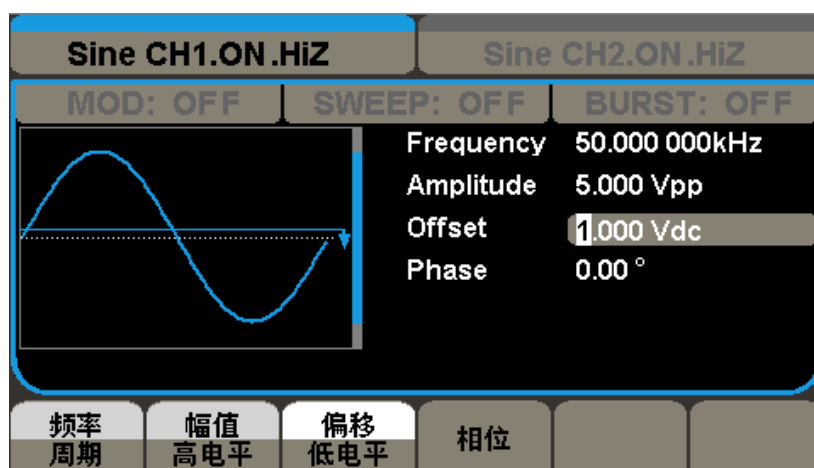 Sine CH1.ON.HiZ
Sine CH2.ON.HiZ
MOD: OFF
SWEEP: OFF
BURST: OFF
Frequency 50.000 000kHz
Amplitude 5.000 Vpp
Offset 1.000 Vdc
Phase 0.00 °
频率
周期
幅值
高电平
偏移
低电平
相位